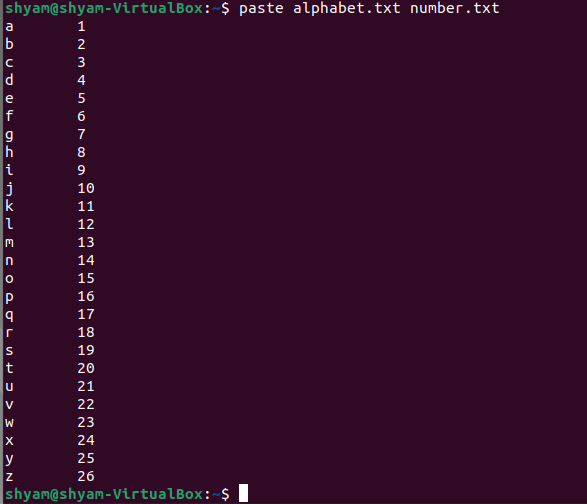 shyam@shyam-VirtualBox:~$ paste alphabet.txt number.txt
a	1
b	2
c	3
d	4
e	5
f	6
g	7
h	8
i	9
j	10
k	11
l	12
m	13
n	14
o	15
p	16
q	17
r	18
s	19
t	20
u	21
v	22
w	23
x	24
y	25
z	26
shyam@shyam-VirtualBox:~$